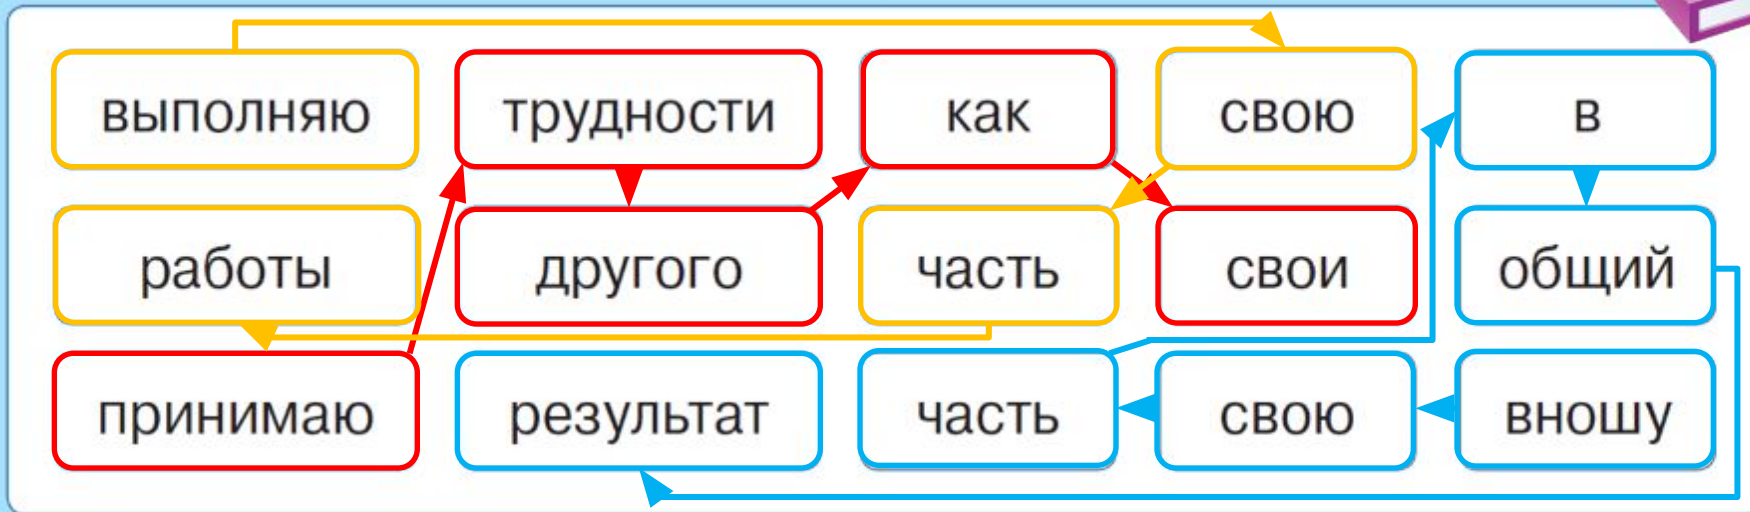 выполняю трудности как свою в
работы другого часть свои общий
принимаю результат часть свою вношу